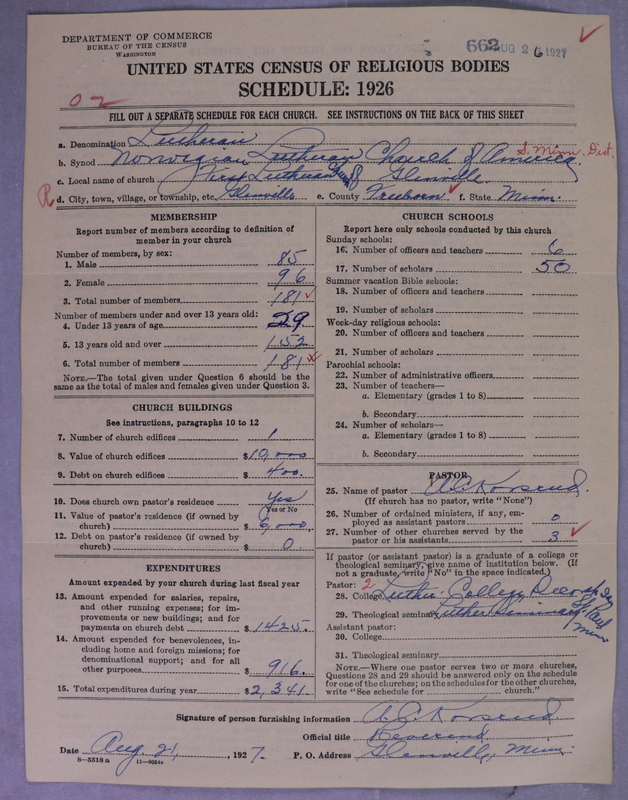 DEPARTMENT OF COMMERCE
BUREAU OF THE CENSUS
WASHINGTON
662 AUG 26 1927
UNITED STATES CENSUS OF RELIGIOUS BODIES
SCHEDULE: 1926
02
FILL OUT A SEPARATE SCHEDULE FOR EACH CHURCH. SEE INSTRUCTIONS ON THE BACK OF THIS SHEET
a. Denomination Lutheran
b. Synod Norwegian Lutheran Church of America S. Minn. Dist.
c. Local name of church First Lutheran of Glenville
R d. City, town, village, or township, etc. Glenville e. County Freeborn f. State Minn.
MEMBERSHIP
Report number of members according to definition of member in your church
Number of members, by sex:
1. Male 85
2. Female 96
3. Total number of members 181
Number of members under and over 13 years old:
4. Under 13 years of age 29
5. 13 years old and over 152
6. Total number of members 181
NOTE.—The total given under Question 6 should be the
same as the total of males and females given under Question 3.
CHURCH BUILDINGS
See instructions, paragraphs 10 to 12
7. Number of church edifices 1
8. Value of church edifices $10,000
9. Debt on church edifices $400.
10. Does church own pastor's residence Yes
Yes or No
11. Value of pastor's residence (if owned by
church) $6,000
12. Debt on pastor's residence (if owned by
church) $0
EXPENDITURES
Amount expended by your church during last fiscal year
13. Amount expended for salaries, repairs,
and other running expenses; for im-
provements or new buildings; and for
payments on church debt $1425.
14. Amount expended for benevolences, in-
cluding home and foreign missions; for
denominational support; and for all
other purposes $916.
15. Total expenditures during year $2,341.
CHURCH SCHOOLS
Report here only schools conducted by this church
Sunday schools:
16. Number of officers and teachers 6
17. Number of scholars 50
Summer vacation Bible schools:
18. Number of officers and teachers
19. Number of scholars
Week-day religious schools:
20. Number of officers and teachers
21. Number of scholars
Parochial schools:
22. Number of administrative officers
23. Number of teachers—
a. Elementary (grades 1 to 8)
b. Secondary
24. Number of scholars—
a. Elementary (grades 1 to 8)
b. Secondary
PASTOR
25. Name of pastor
(If church has no pastor, write "None")
26. Number of ordained ministers, if any, em-
ployed as assistant pastors 0
27. Number of other churches served by the
pastor or his assistants 3
If pastor (or assistant pastor) is a graduate of a college or
theological seminary, give name of institution below. (If
not a graduate, write "No" in the space indicated.)
Pastor: 2
28. College Luther College, Decorah, Ia
29. Theological seminary Luther Seminary St Paul Minn
Assistant pastor:
30. College
31. Theological seminary
NOTE.—Where one pastor serves two or more churches,
Questions 28 and 29 should be answered only on the schedule
for one of the churches; on the schedules for the other churches,
write "See schedule for church."
Signature of person furnishing information
Official title Reverend
Date Aug. 21, 1927. P. O. Address Glenville, Minn.
8-5518a 11-9054a